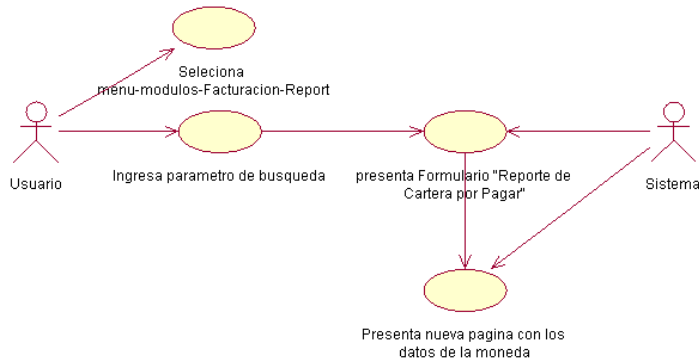 Seleciona
menu-modulos-Facturacion-Report
Usuario
Ingresa parametro de busqueda
presenta Formulario "Reporte de
Cartera por Pagar"
Sistema
Presenta nueva pagina con los
datos de la moneda